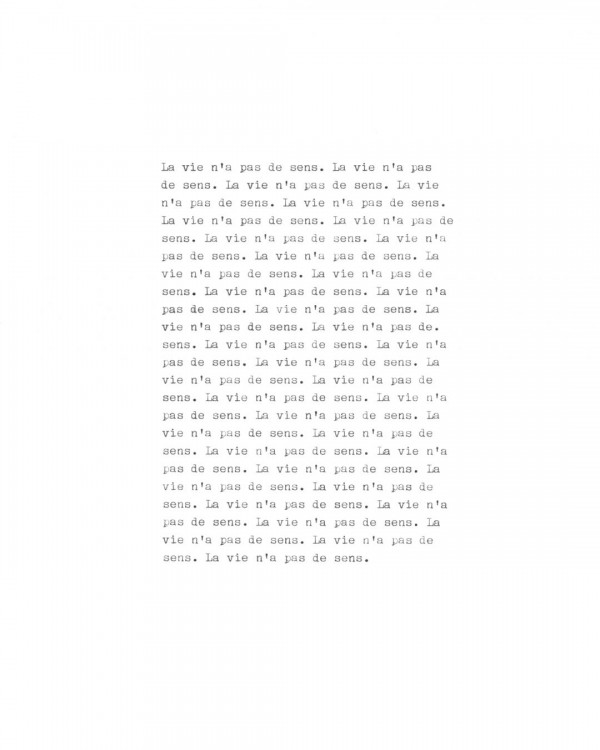 La vie n'a pas de sens. La vie n'a pas
de sens. La vie n'a pas de sens. La vie
n'a pas de sens. La vie n'a pas de sens.
La vie n'a pas de sens. La vie n'a pas de
sens. La vie n'a pas de sens. La vie n'a
pas de sens. La vie n'a pas de sens. La
vie n'a pas de sens. La vie n'a pas de
sens. La vie n'a pas de sens. La vie n'a
pas de sens. La vie n'a pas de sens. La
vie n'a pas de sens. La vie n'a pas de.
sens. La vie n'a pas de sens. La vie n'a
pas de sens. La vie n'a pas de sens. La
vie n'a pas de sens. La vie n'a pas de
sens. La vie n'a pas de sens. La vie n'a
pas de sens. La vie n'a pas de sens. La
vie n'a pas de sens. La vie n'a pas de
sens. La vie n'a pas de sens. La vie n'a
pas de sens. La vie n'a pas de sens. La
vie n'a pas de sens. La vie n'a pas de
sens. La vie n'a pas de sens. La vie n'a
pas de sens. La vie n'a pas de sens. La
vie n'a pas de sens. La vie n'a pas de
sens. La vie n'a pas de sens.